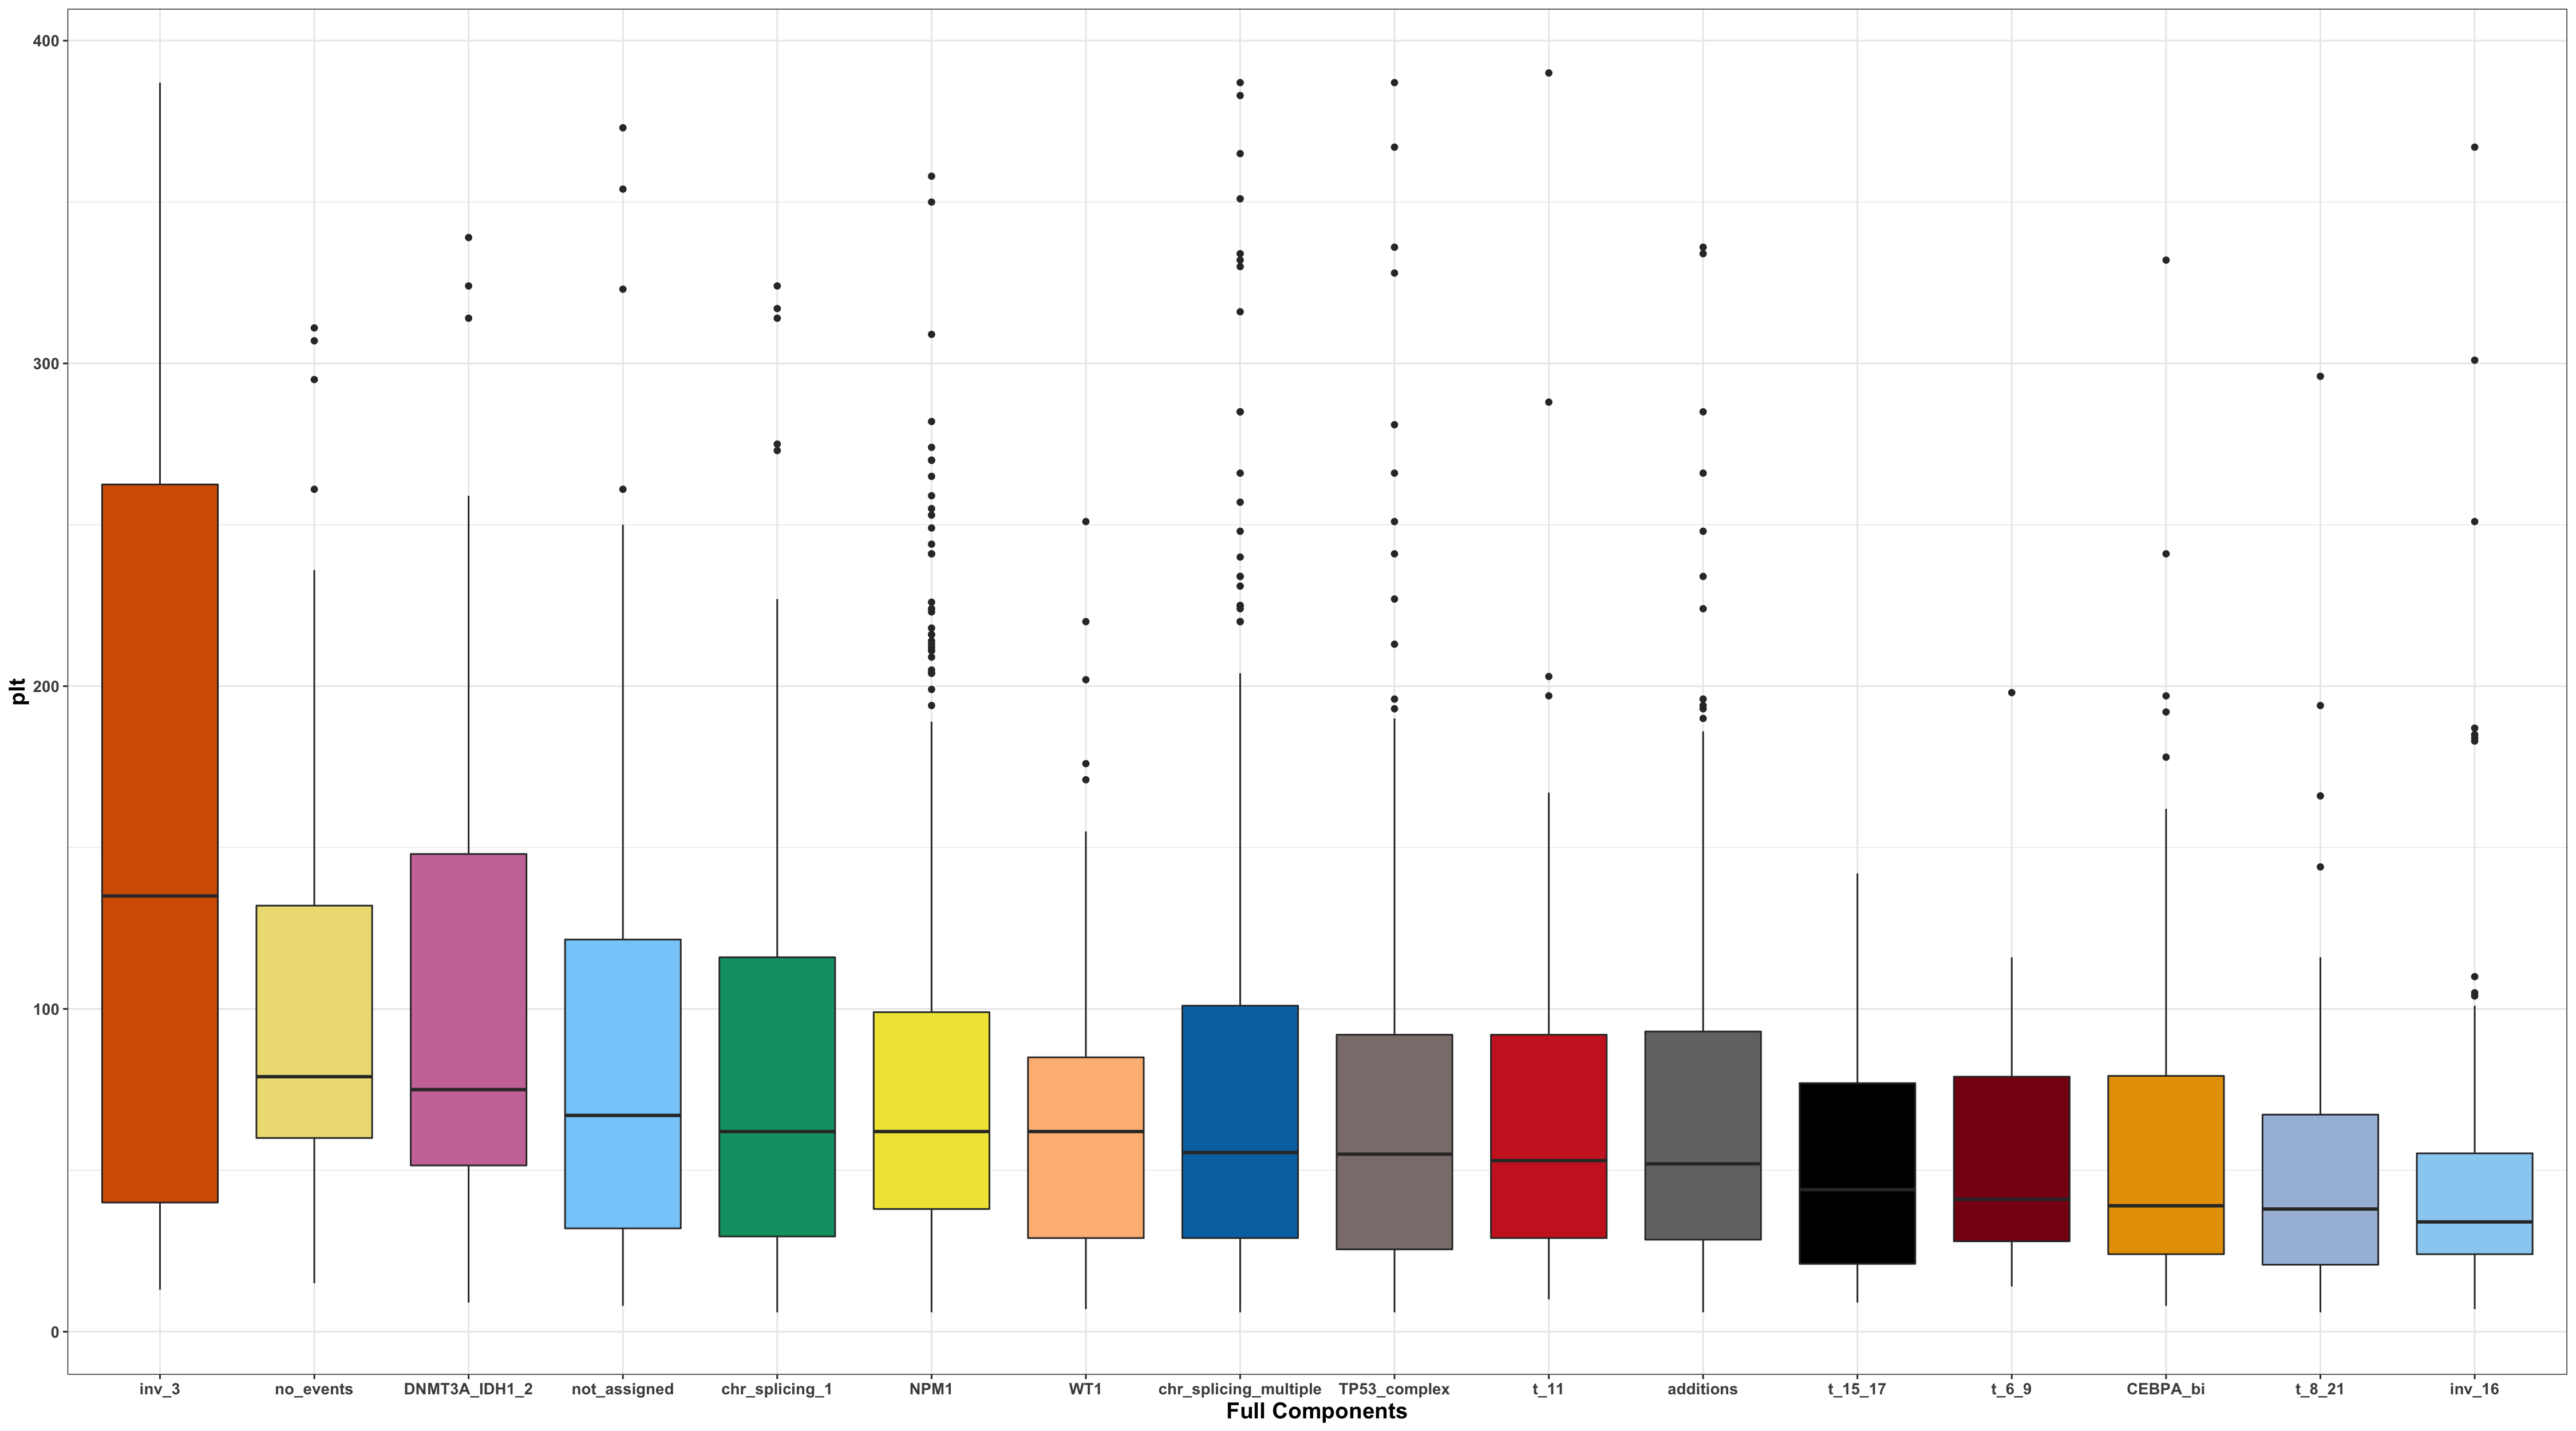 400
300
200
100
0
plt
inv_3 no_events DNMT3A_IDH1_2 not_assigned chr_splicing_1 NPM1 WT1 chr_splicing_multiple TP53_complex t_11 additions t_15_17 t_6_9 CEBPA_bi t_8_21 inv_16
Full Components